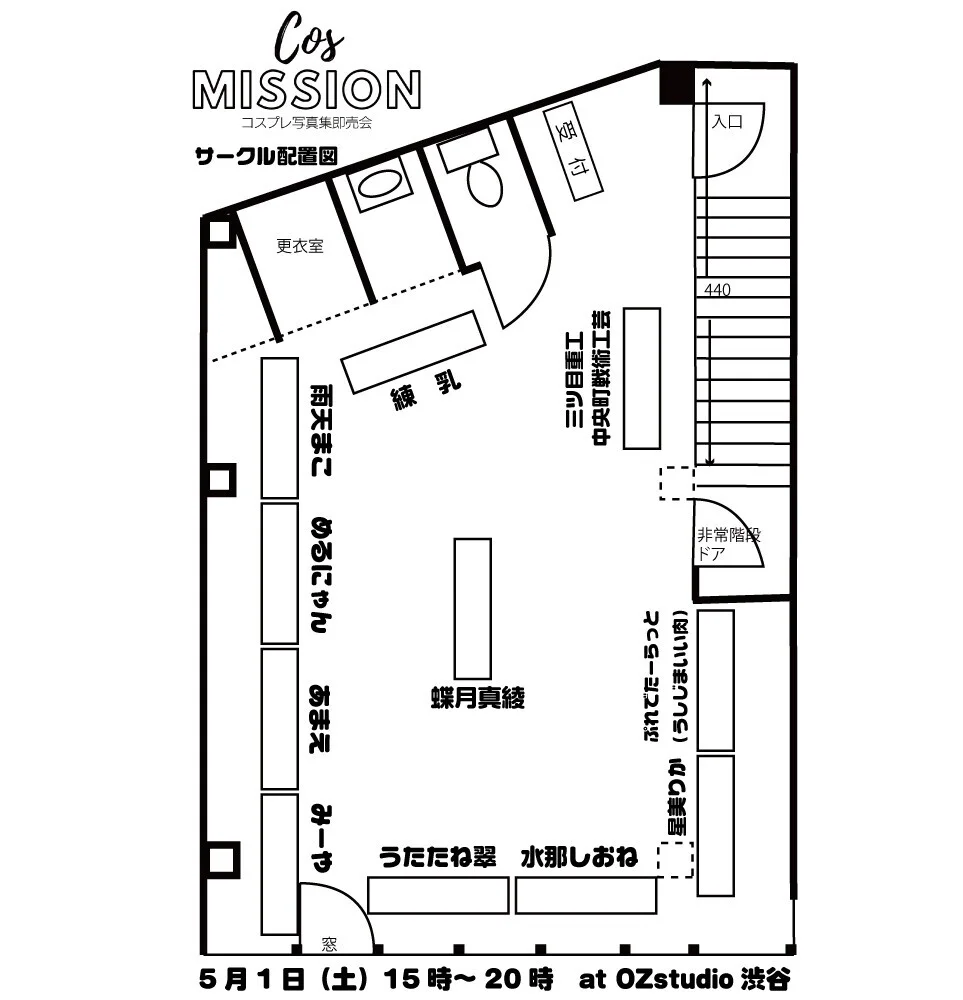 Cos
MISSION
コスプレ写真集即売会
サークル配置図
入口
受付
更衣室
440
三ツ目重工
中央町戦術工芸
練乳
雨天まこ
めるにゃん
非常階段
ドア
ぷれでたーらっと
（うしじまいい肉）
あまえ
蝶月真綾
星美りか
みーや
うたたね翠
水那しおね
窓
5月1日（土）15時～20時 at OZstudio 渋谷